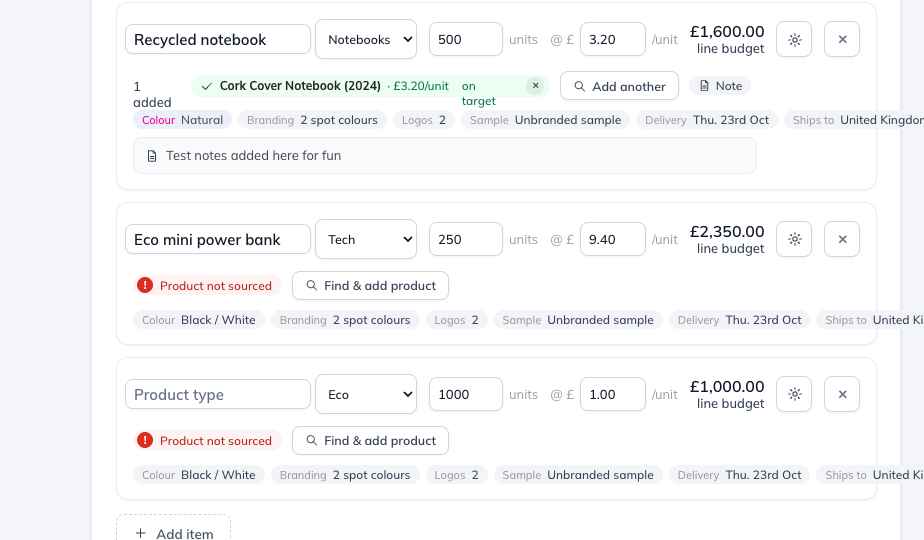 Recycled notebook Notebooks 500 units @ £ 3.20 /unit £1,600.00
line budget
1 added Cork Cover Notebook (2024) · £3.20/unit on target Add another Note
Colour Natural Branding 2 spot colours Logos 2 Sample Unbranded sample Delivery Thu. 23rd Oct Ships to United Kingdor
Test notes added here for fun
Eco mini power bank Tech 250 units @ £ 9.40 /unit £2,350.00
line budget
! Product not sourced Find & add product
Colour Black / White Branding 2 spot colours Logos 2 Sample Unbranded sample Delivery Thu. 23rd Oct Ships to United Ki
Product type Eco 1000 units @ £ 1.00 /unit £1,000.00
line budget
! Product not sourced Find & add product
Colour Black / White Branding 2 spot colours Logos 2 Sample Unbranded sample Delivery Thu. 23rd Oct Ships to United Ki
+ Add item